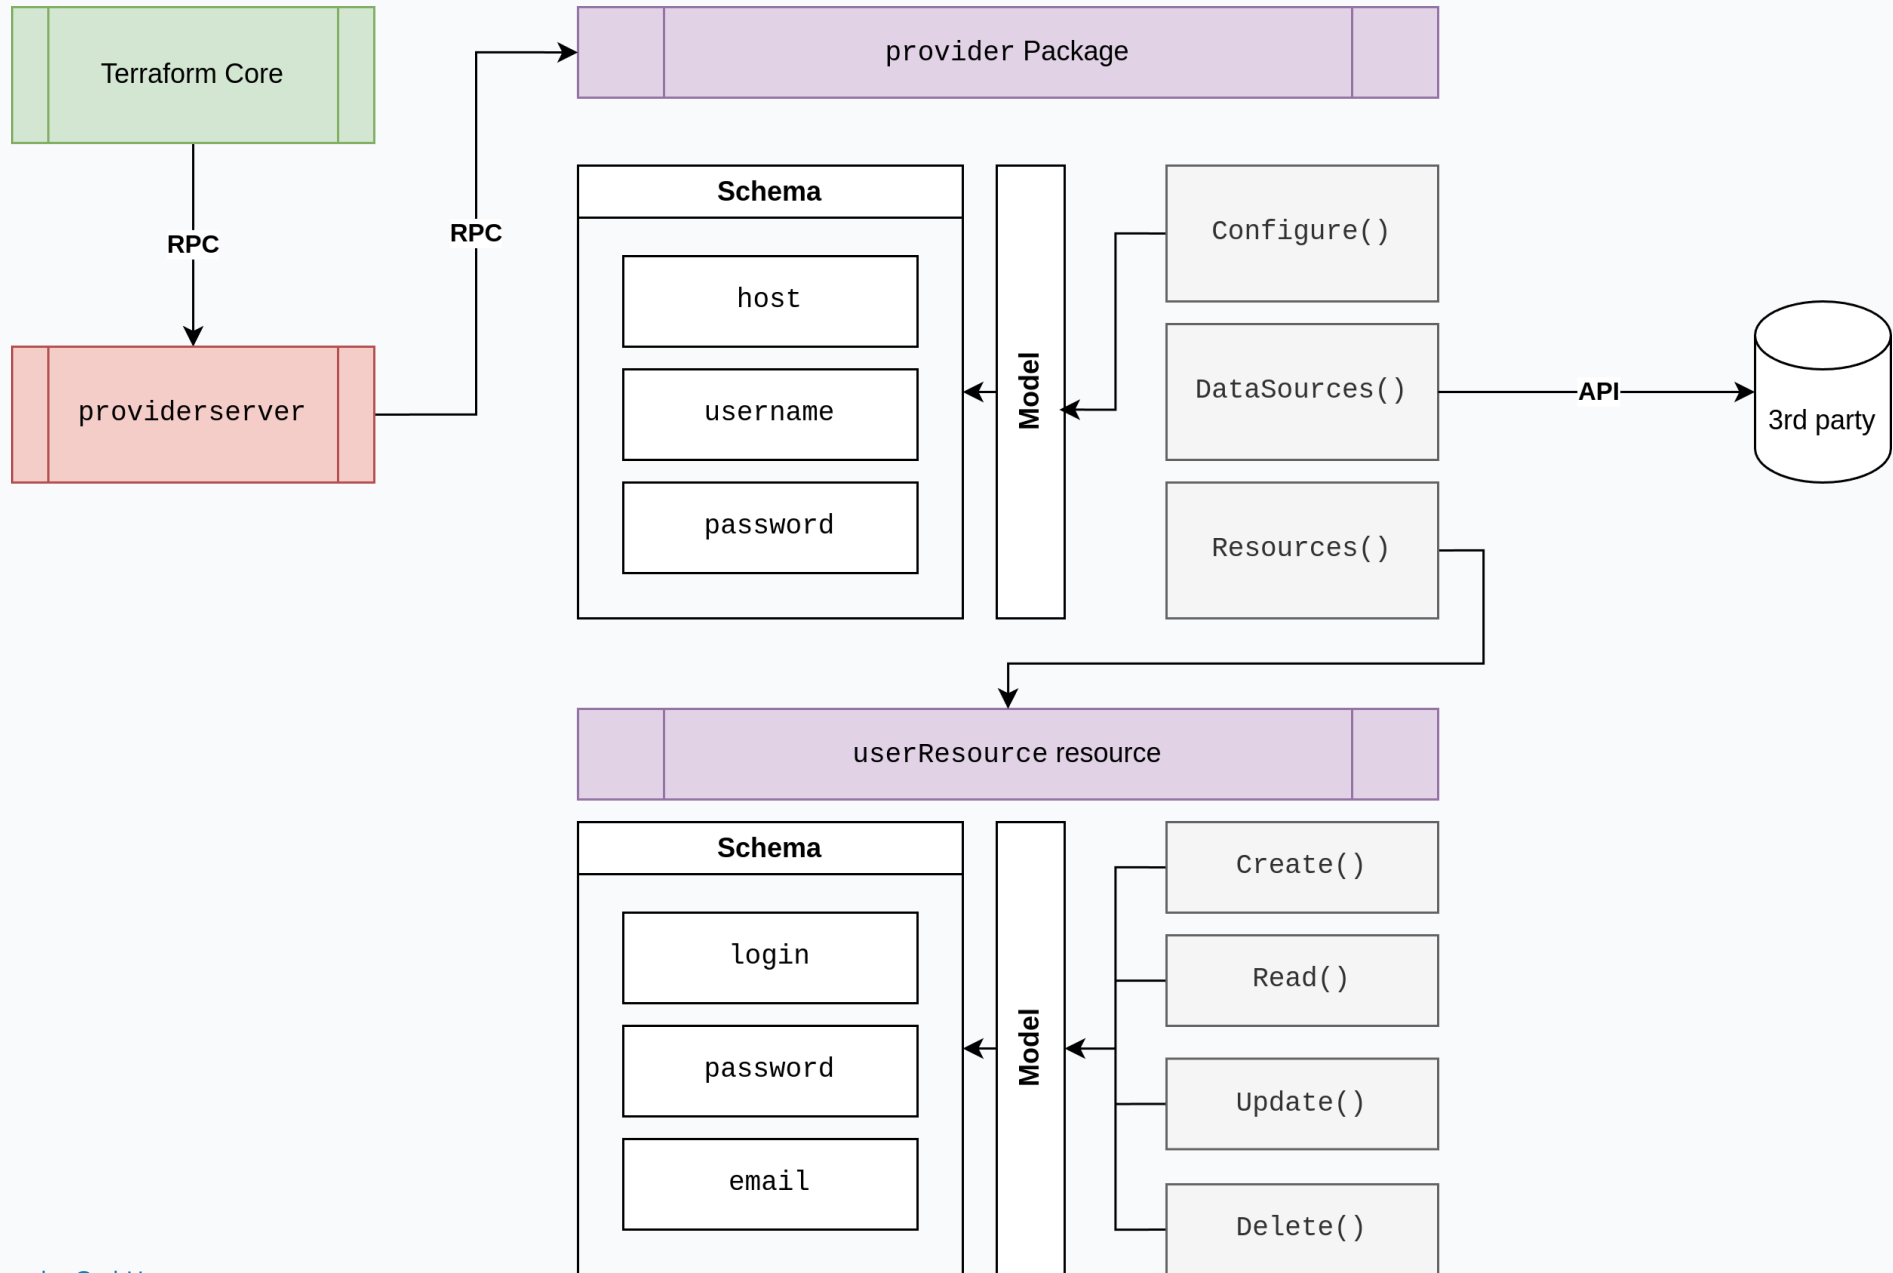 Terraform Core
provider Package
RPC
RPC
providerserver
Schema
host
username
password
Model
Configure()
DataSources()
Resources()
API
3rd party
userResource resource
Schema
login
password
email
Model
Create()
Read()
Update()
Delete()